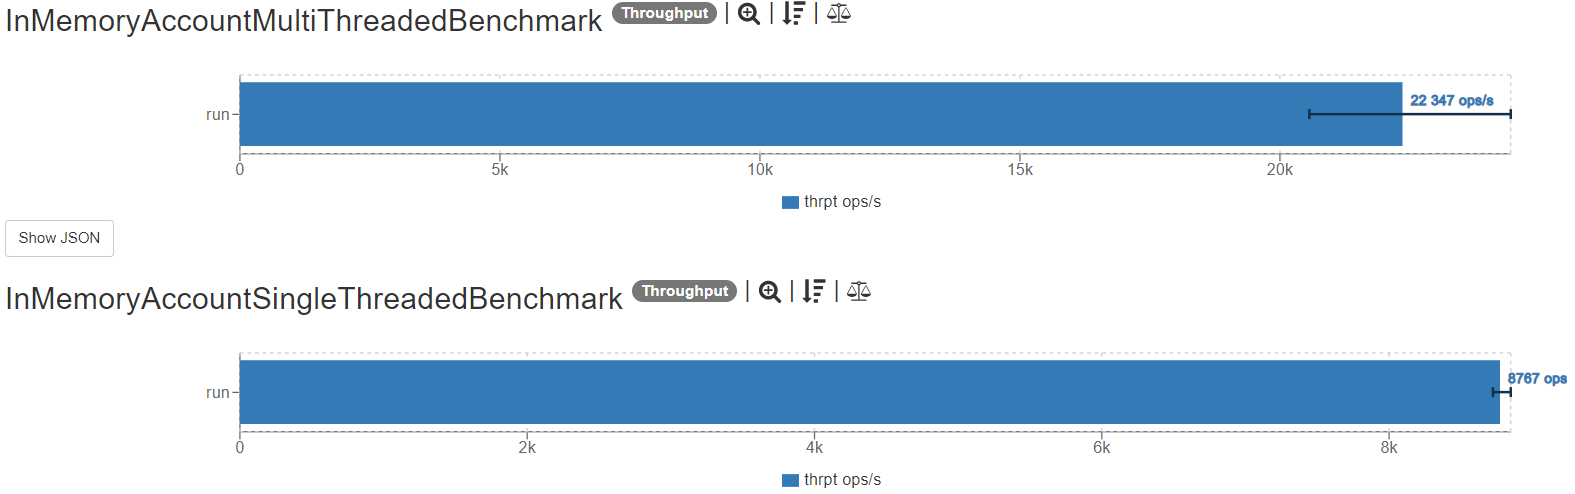 InMemoryAccountMultiThreadedBenchmark Throughput | | |
22 347 ops/s
run
0 5k 10k 15k 20k
thrpt ops/s
Show JSON
InMemoryAccountSingleThreadedBenchmark Throughput | | |
8767 ops
run
0 2k 4k 6k 8k
thrpt ops/s